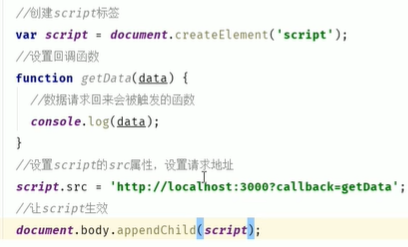 //创建script标签
var script = document.createElement('script');
//设置回调函数
function getData(data) {
//数据请求回来会被触发的函数
console.log(data);
}
//设置script的src属性，设置请求地址
script.src = 'http://localhost:3000?callback=getData';
//让script生效
document.body.appendChild(script);